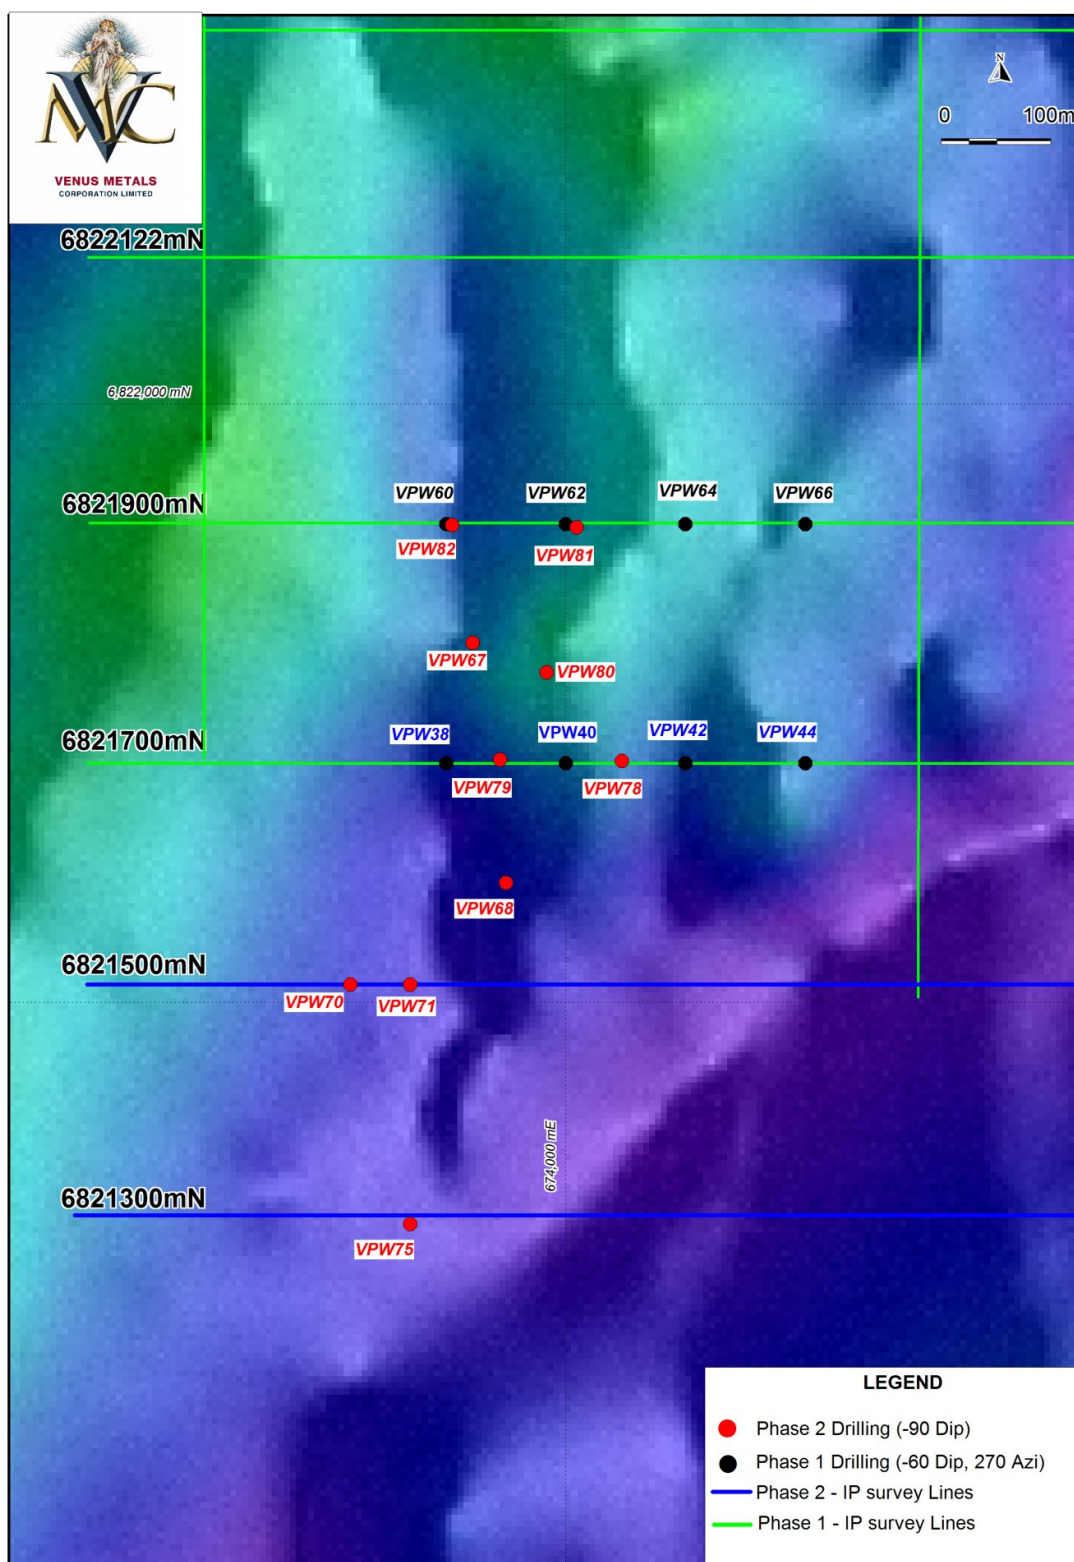 VMC
VENUS METALS
CORPORATION LIMITED
N
0 100m
6822122mN
6,822,000 mN
VPW60 VPW62 VPW64 VPW66
6821900mN
VPW82 VPW81
VPW67 VPW80
VPW38 VPW40 VPW42 VPW44
6821700mN
VPW79 VPW78
VPW68
6821500mN
VPW70 VPW71
674,000 mE
6821300mN
VPW75
LEGEND
Phase 2 Drilling (-90 Dip)
Phase 1 Drilling (-60 Dip, 270 Azi)
Phase 2 - IP survey Lines
Phase 1 - IP survey Lines